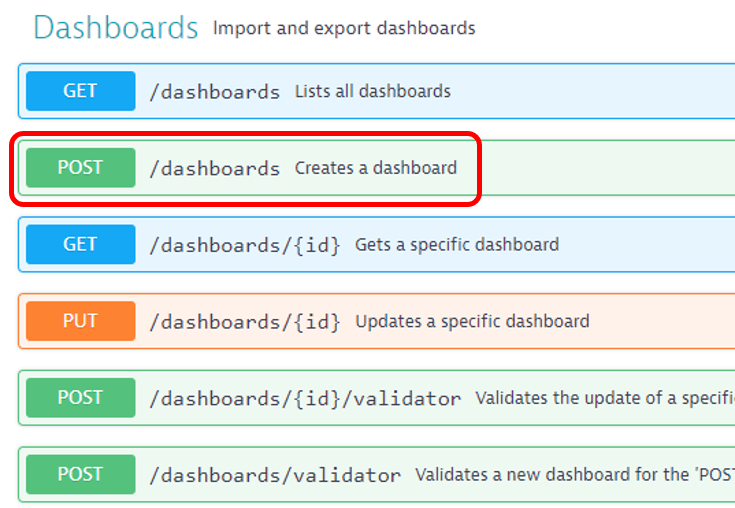 Dashboards Import and export dashboards
GET /dashboards Lists all dashboards
POST /dashboards Creates a dashboard
GET /dashboards/{id} Gets a specific dashboard
PUT /dashboards/{id} Updates a specific dashboard
POST /dashboards/{id}/validator Validates the update of a specifi
POST /dashboards/validator Validates a new dashboard for the 'POST